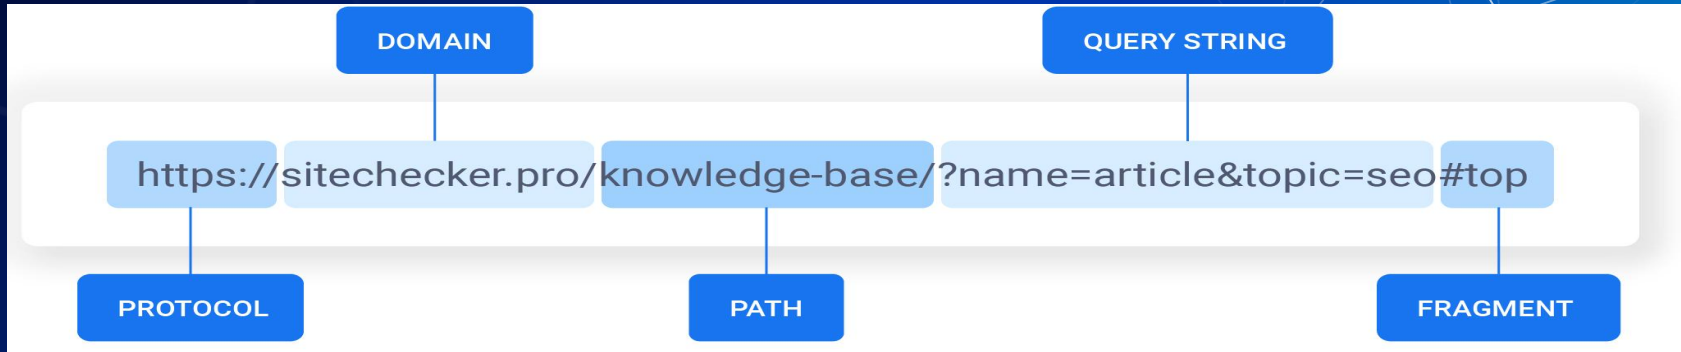 DOMAIN
QUERY STRING
https://sitechecker.pro/knowledge-base/?name=article&topic=seo#top
PROTOCOL
PATH
FRAGMENT